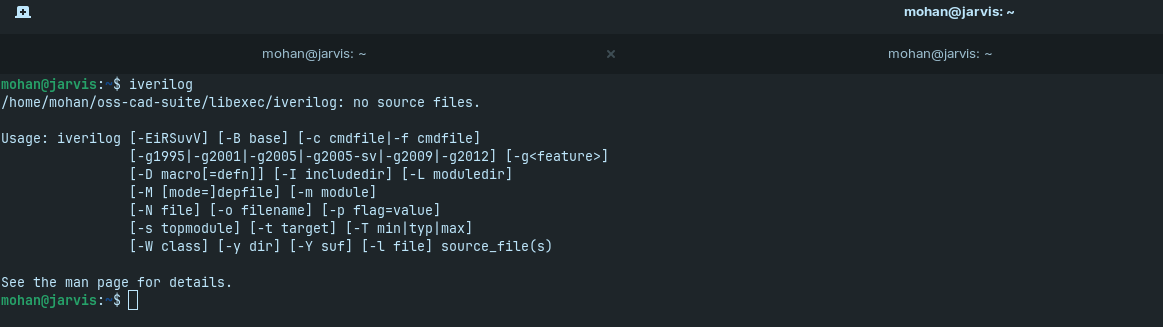 mohan@jarvis: ~
mohan@jarvis: ~ × mohan@jarvis: ~
mohan@jarvis:~$ iverilog
/home/mohan/oss-cad-suite/libexec/iverilog: no source files.

Usage: iverilog [-EiRSuvV] [-B base] [-c cmdfile|-f cmdfile]
                [-g1995|-g2001|-g2005|-g2005-sv|-g2009|-g2012] [-g<feature>]
                [-D macro[=defn]] [-I includedir] [-L moduledir]
                [-M [mode=]depfile] [-m module]
                [-N file] [-o filename] [-p flag=value]
                [-s topmodule] [-t target] [-T min|typ|max]
                [-W class] [-y dir] [-Y suf] [-l file] source_file(s)

See the man page for details.
mohan@jarvis:~$